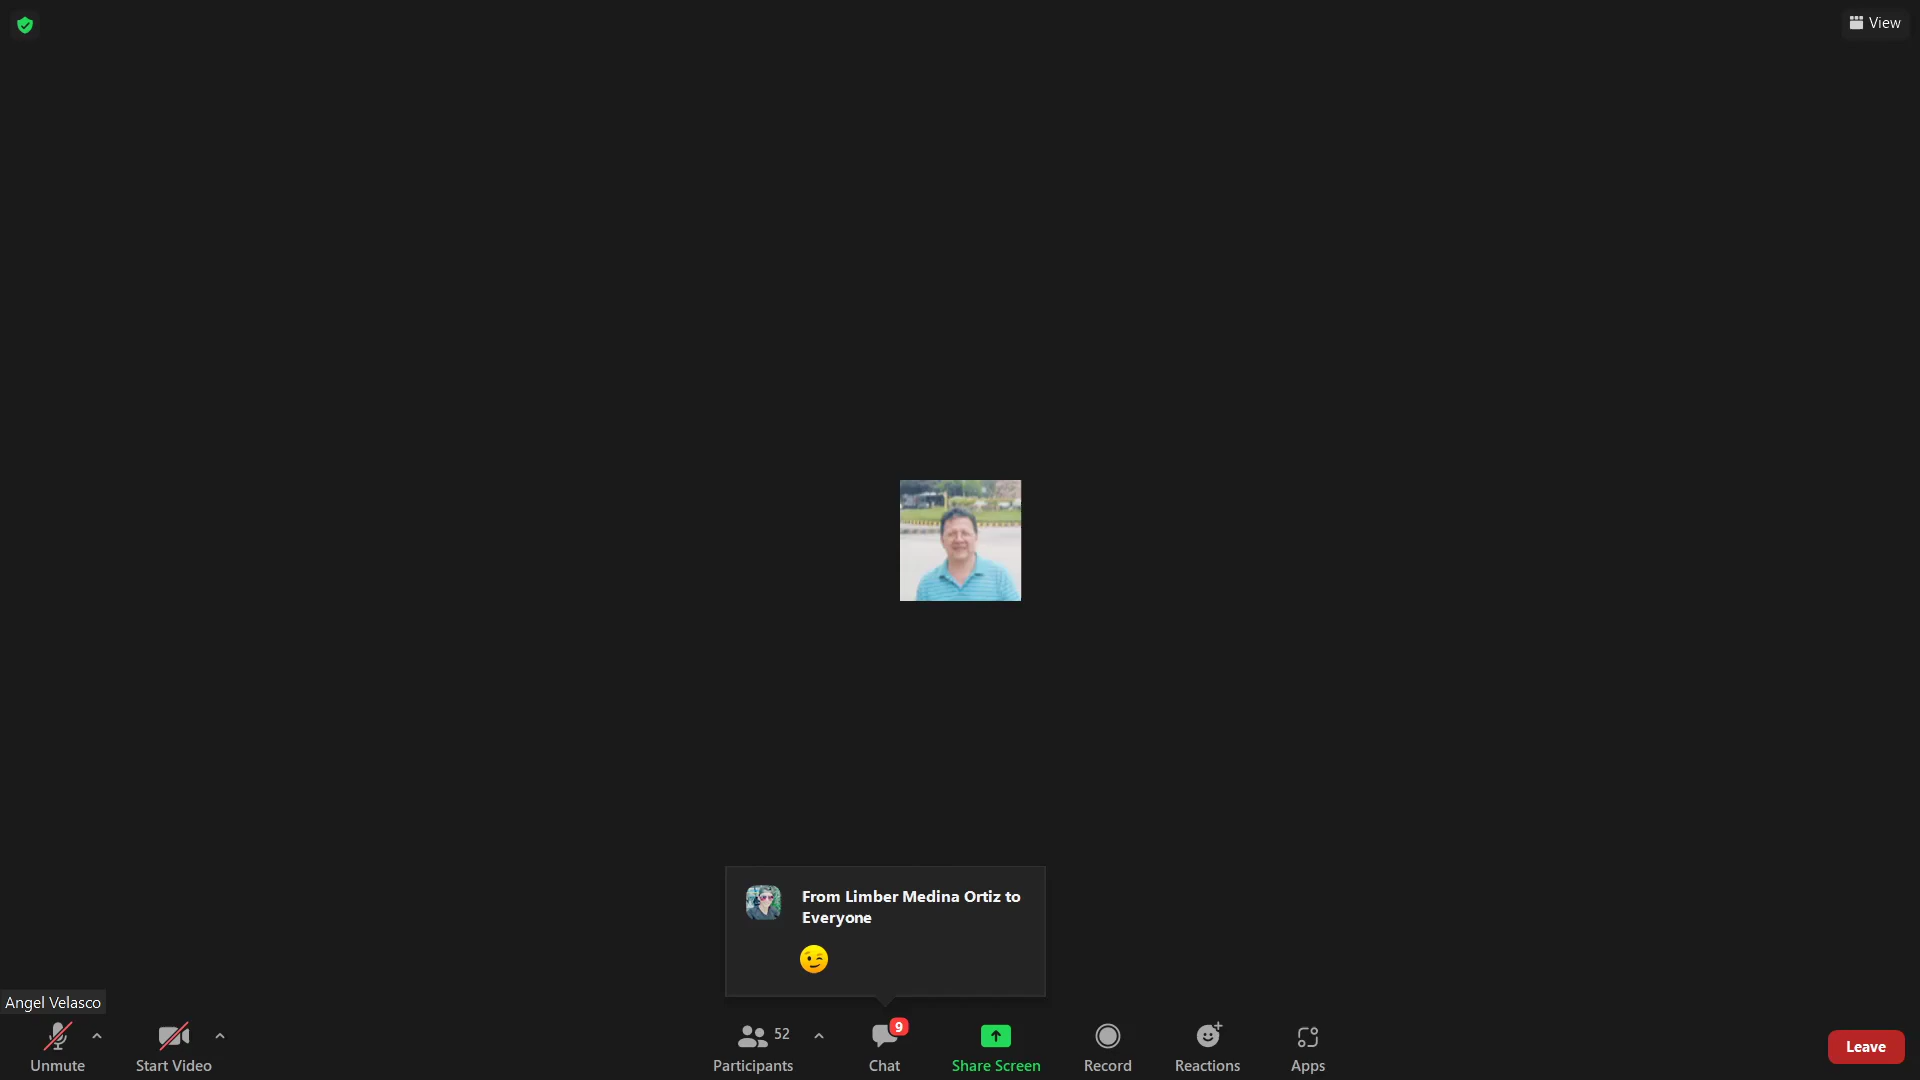 View
From Limber Medina Ortiz to
Everyone
Angel Velasco
52
9
Unmute
Start Video
Participants
Chat
Share Screen
Record
Reactions
Apps
Leave